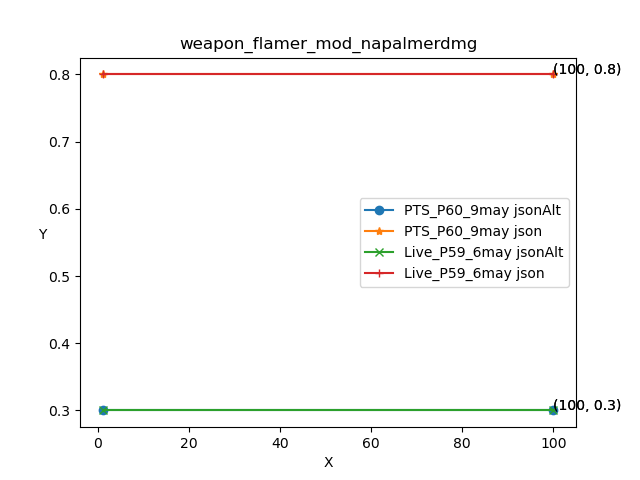 weapon_flamer_mod_napalmerdmg
0.8
0.7
0.6
0.5
0.4
0.3
Y
(100, 0.8)
PTS_P60_9may jsonAlt
PTS_P60_9may json
Live_P59_6may jsonAlt
Live_P59_6may json
(100, 0.3)
0
20
40
60
80
100
X